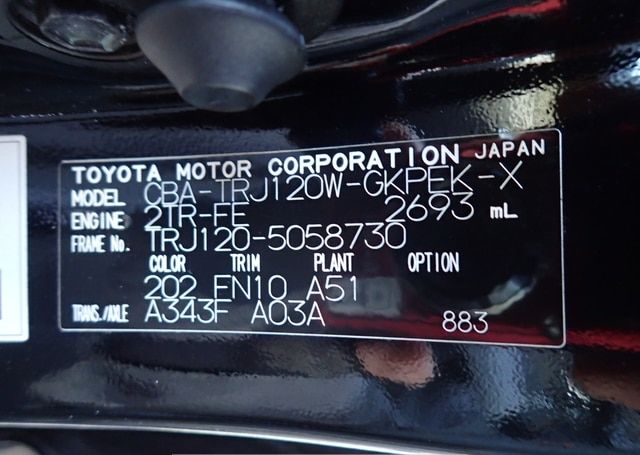 TOYOTA MOTOR CORPORATION JAPAN
MODEL CBA-TRJ120W-GKPEK-X
ENGINE 2TR-FE 2693 mL
FRAME No. TRJ120-5058730
COLOR TRIM PLANT OPTION
202 FN10 A51
TRANS./AXLE A343F A03A 883